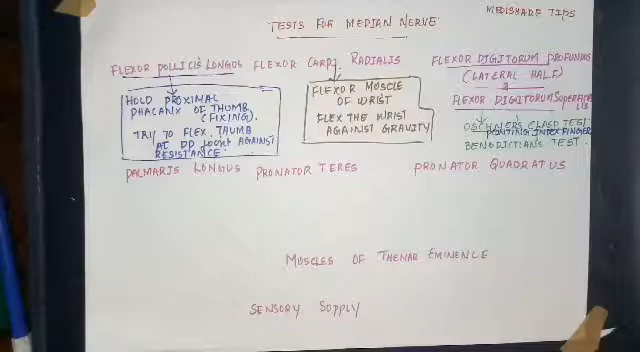 MEDISHADE TIPS
TESTS FOR MEDIAN NERVE
FLEXOR POLLICIS LONGUS
HOLD PROXIMAL
PHALANX OF THUMB
(FIXING).
TRY TO FLEX THUMB
AT DP JOINT AGAINST
RESISTANCE.
FLEXOR CARPI RADIALIS
FLEXOR MUSCLE
OF WRIST
FLEX THE WRIST
AGAINST GRAVITY
FLEXOR DIGITORUM PROFUNDUS
(LATERAL HALF)
&
FLEXOR DIGITORUM SUPERFICIALIS
OSCHNER'S CLASP TEST
POINTING INDEX FINGER
BENEDICTIAN'S TEST
PALMARIS LONGUS
PRONATOR TERES
PRONATOR QUADRATUS
MUSCLES OF THENAR EMINENCE
SENSORY SUPPLY